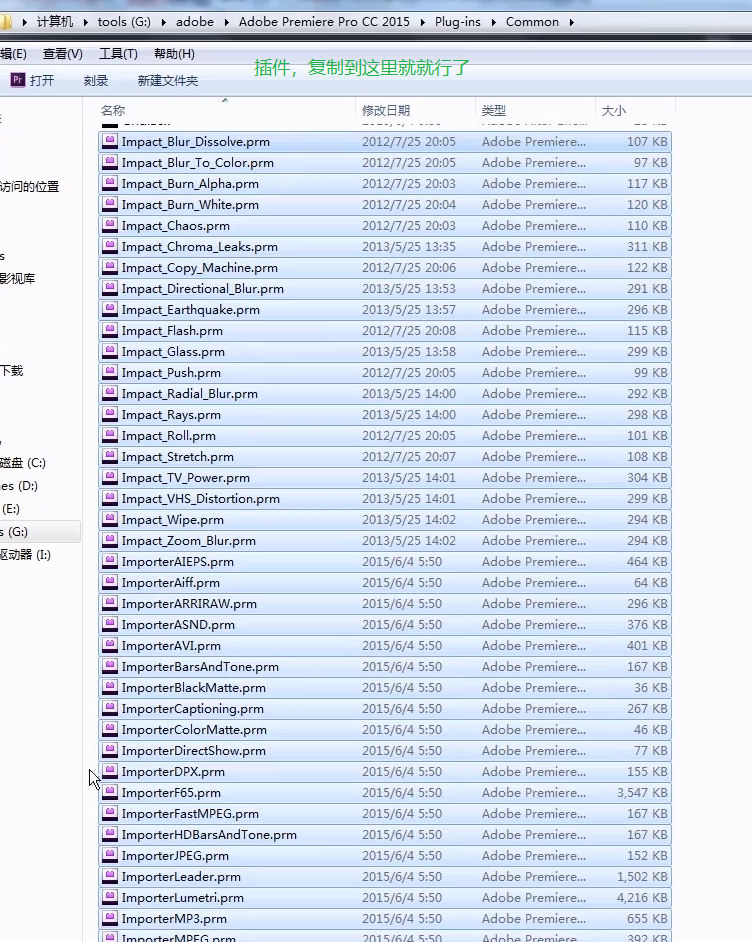 计算机 tools (G:) adobe Adobe Premiere Pro CC 2015 Plug-ins Common
辑(E) 查看(V) 工具(T) 帮助(H)
插件，复制到这里就就行了
Pr 打开 刻录 新建文件夹
名称 修改日期 类型 大小
Impact_Blur_Dissolve.prm 2012/7/25 20:05 Adobe Premiere... 107 KB
Impact_Blur_To_Color.prm 2012/7/25 20:05 Adobe Premiere... 97 KB
访问的位置 Impact_Burn_Alpha.prm 2012/7/25 20:03 Adobe Premiere... 117 KB
Impact_Burn_White.prm 2012/7/25 20:04 Adobe Premiere... 120 KB
Impact_Chaos.prm 2012/7/25 20:03 Adobe Premiere... 110 KB
Impact_Chroma_Leaks.prm 2013/5/25 13:35 Adobe Premiere... 311 KB
s Impact_Copy_Machine.prm 2012/7/25 20:06 Adobe Premiere... 122 KB
影视库 Impact_Directional_Blur.prm 2013/5/25 13:53 Adobe Premiere... 291 KB
Impact_Earthquake.prm 2013/5/25 13:57 Adobe Premiere... 296 KB
Impact_Flash.prm 2012/7/25 20:08 Adobe Premiere... 115 KB
Impact_Glass.prm 2013/5/25 13:58 Adobe Premiere... 299 KB
下载 Impact_Push.prm 2012/7/25 20:05 Adobe Premiere... 99 KB
Impact_Radial_Blur.prm 2013/5/25 14:00 Adobe Premiere... 292 KB
Impact_Rays.prm 2013/5/25 14:00 Adobe Premiere... 298 KB
Impact_Roll.prm 2012/7/25 20:05 Adobe Premiere... 101 KB
磁盘 (C:) Impact_Stretch.prm 2012/7/25 20:07 Adobe Premiere... 108 KB
nes (D:) Impact_TV_Power.prm 2013/5/25 14:01 Adobe Premiere... 304 KB
(E:) Impact_VHS_Distortion.prm 2013/5/25 14:01 Adobe Premiere... 299 KB
s (G:) Impact_Wipe.prm 2013/5/25 14:02 Adobe Premiere... 294 KB
驱动器 (I:) Impact_Zoom_Blur.prm 2013/5/25 14:02 Adobe Premiere... 294 KB
ImporterAIEPS.prm 2015/6/4 5:50 Adobe Premiere... 464 KB
ImporterAiff.prm 2015/6/4 5:50 Adobe Premiere... 64 KB
ImporterARRIRAW.prm 2015/6/4 5:50 Adobe Premiere... 296 KB
ImporterASND.prm 2015/6/4 5:50 Adobe Premiere... 376 KB
ImporterAVI.prm 2015/6/4 5:50 Adobe Premiere... 401 KB
ImporterBarsAndTone.prm 2015/6/4 5:50 Adobe Premiere... 167 KB
ImporterBlackMatte.prm 2015/6/4 5:50 Adobe Premiere... 36 KB
ImporterCaptioning.prm 2015/6/4 5:50 Adobe Premiere... 267 KB
ImporterColorMatte.prm 2015/6/4 5:50 Adobe Premiere... 46 KB
ImporterDirectShow.prm 2015/6/4 5:50 Adobe Premiere... 77 KB
ImporterDPX.prm 2015/6/4 5:50 Adobe Premiere... 155 KB
ImporterF65.prm 2015/6/4 5:50 Adobe Premiere... 3,547 KB
ImporterFastMPEG.prm 2015/6/4 5:50 Adobe Premiere... 167 KB
ImporterHDBarsAndTone.prm 2015/6/4 5:50 Adobe Premiere... 167 KB
ImporterJPEG.prm 2015/6/4 5:50 Adobe Premiere... 152 KB
ImporterLeader.prm 2015/6/4 5:50 Adobe Premiere... 1,502 KB
ImporterLumetri.prm 2015/6/4 5:50 Adobe Premiere... 4,216 KB
ImporterMP3.prm 2015/6/4 5:50 Adobe Premiere... 655 KB
ImporterMPEG.prm 2015/6/4 5:50 Adobe Premiere... 392 KB